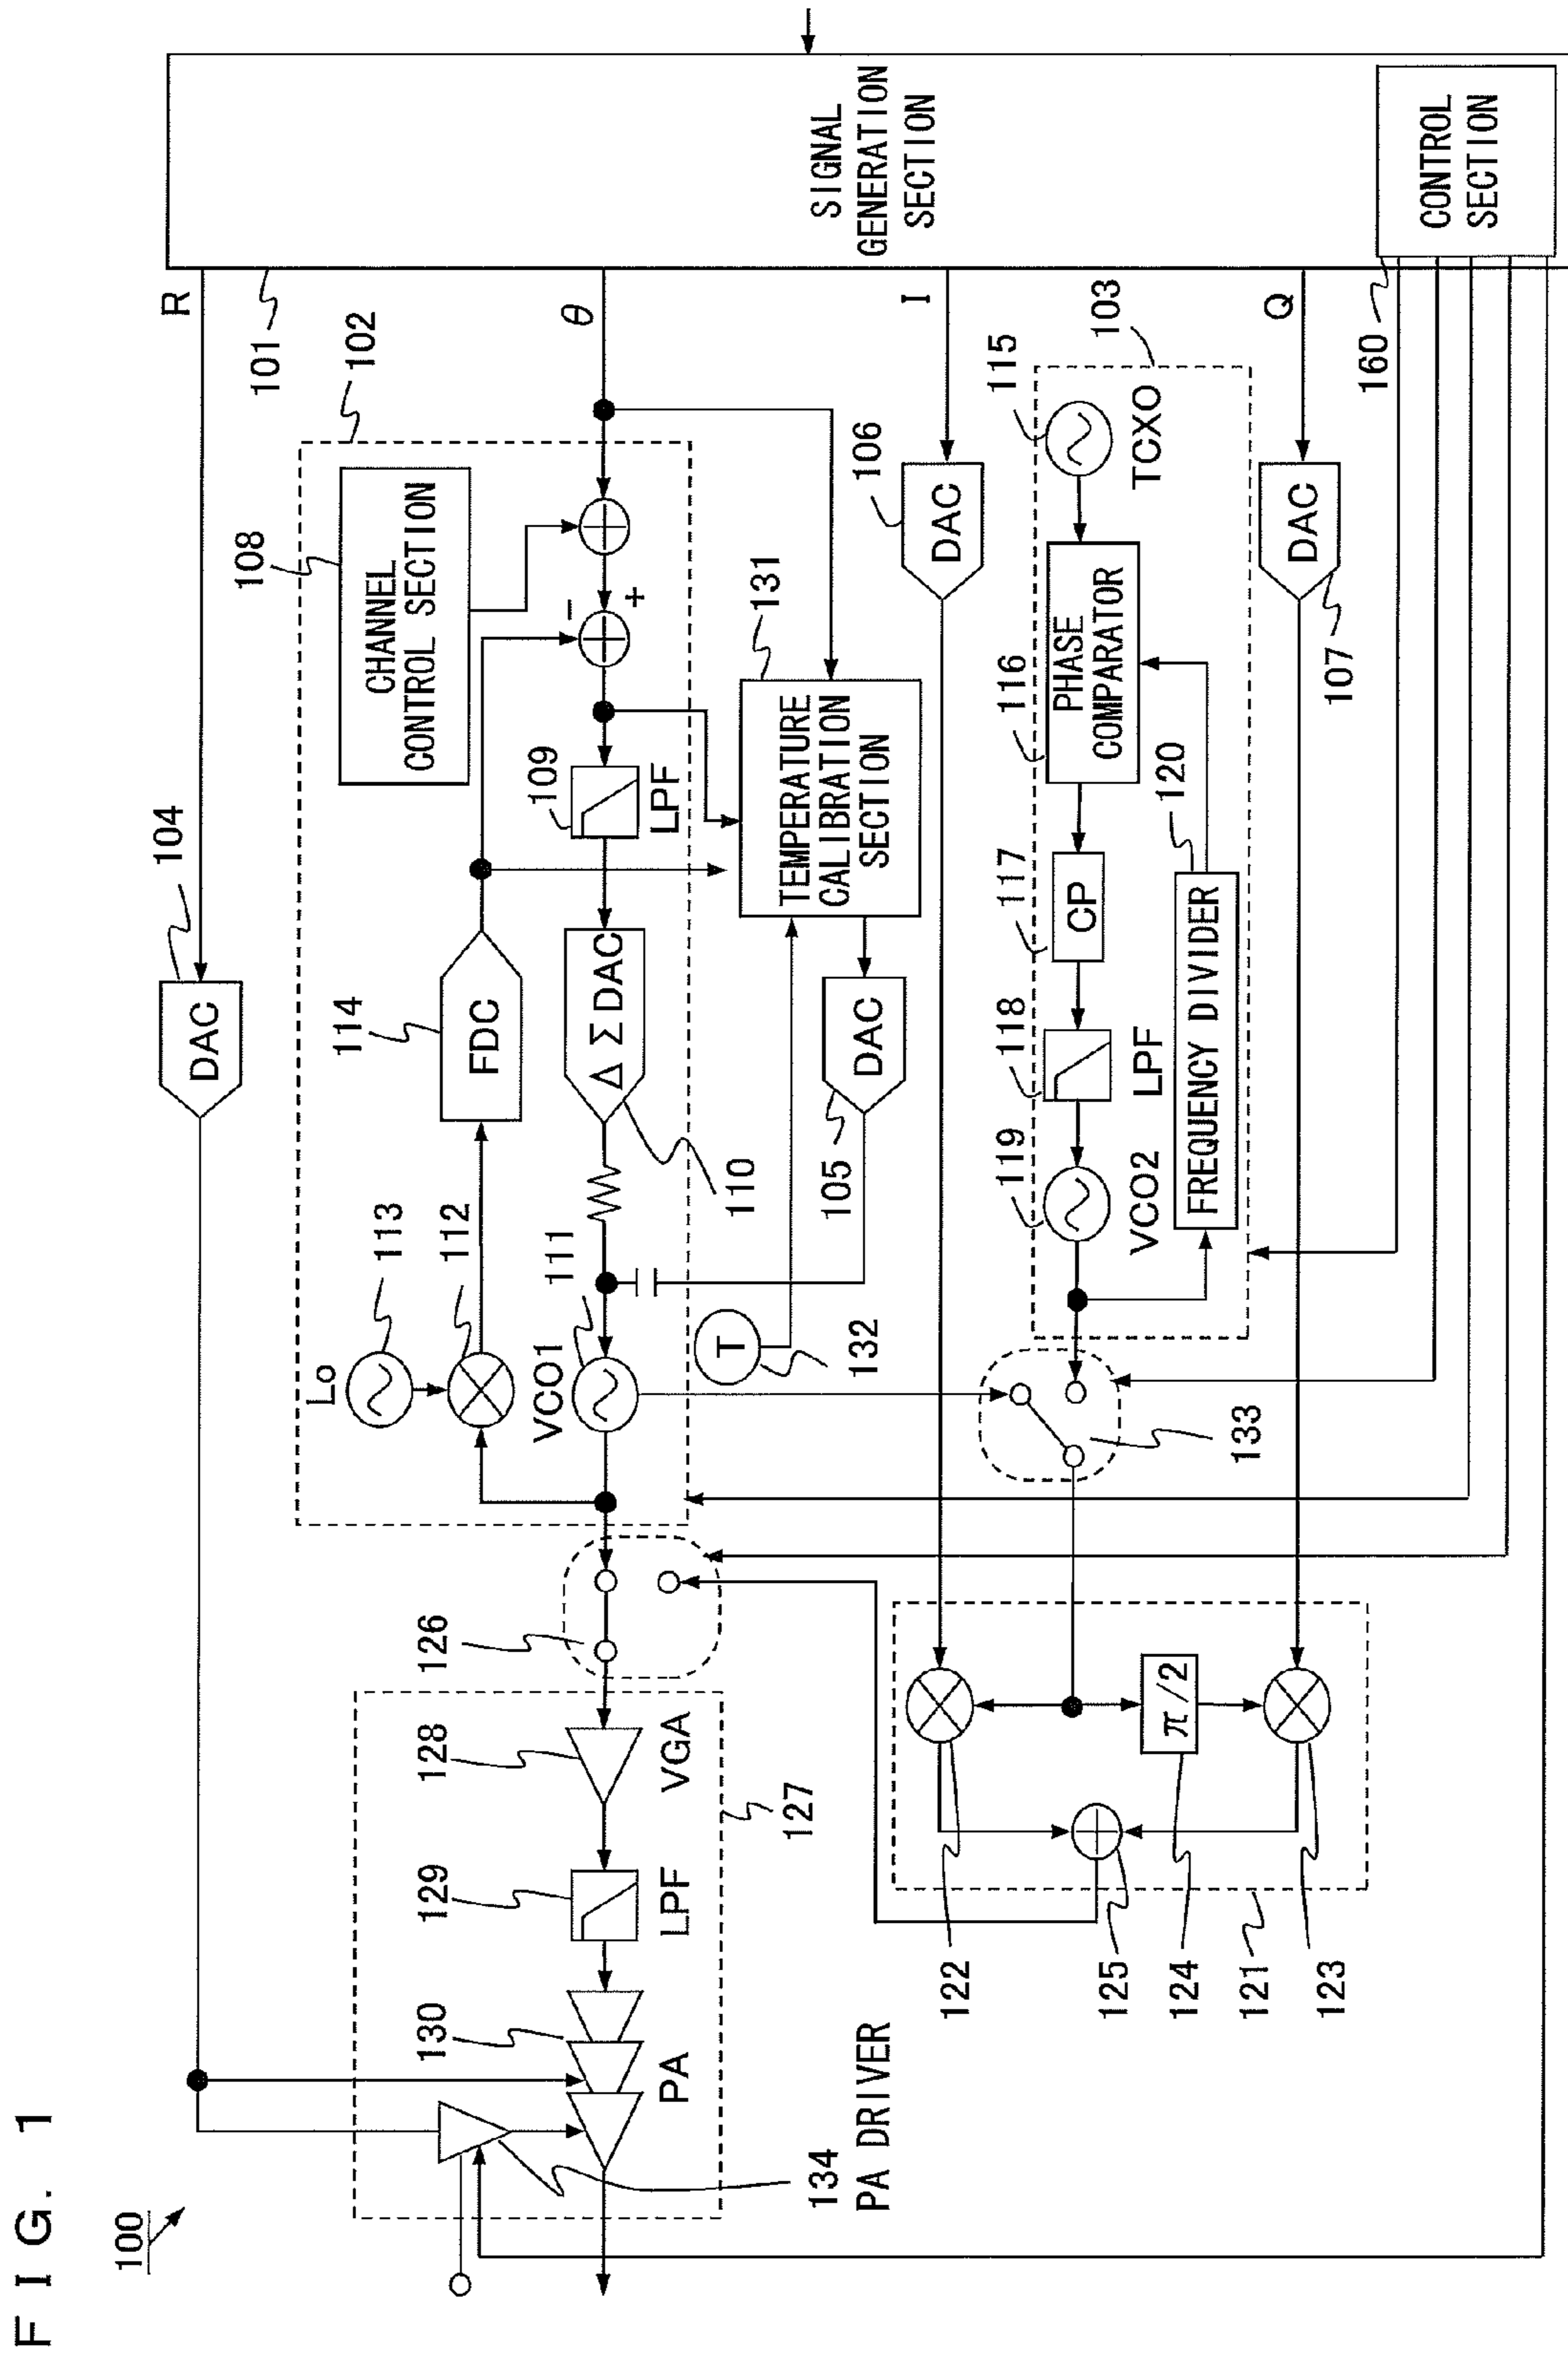 FIG. 1
100
SIGNAL
GENERATION
SECTION
CONTROL
SECTION
160
R
101
θ
I
Q
102
103
104
DAC
108
CHANNEL
CONTROL SECTION
-
+
109
LPF
114
FDC
Δ Σ DAC
110
131
TEMPERATURE
CALIBRATION
SECTION
DAC
105
106
DAC
115
TCXO
116
PHASE
COMPARATOR
117
CP
118
LPF
119
VCO2
120
FREQUENCY DIVIDER
DAC
107
Lo
113
112
111
VCO1
T
132
133
126
128
VGA
127
129
LPF
130
PA
134
PA DRIVER
π/2
122
125
124
121
123